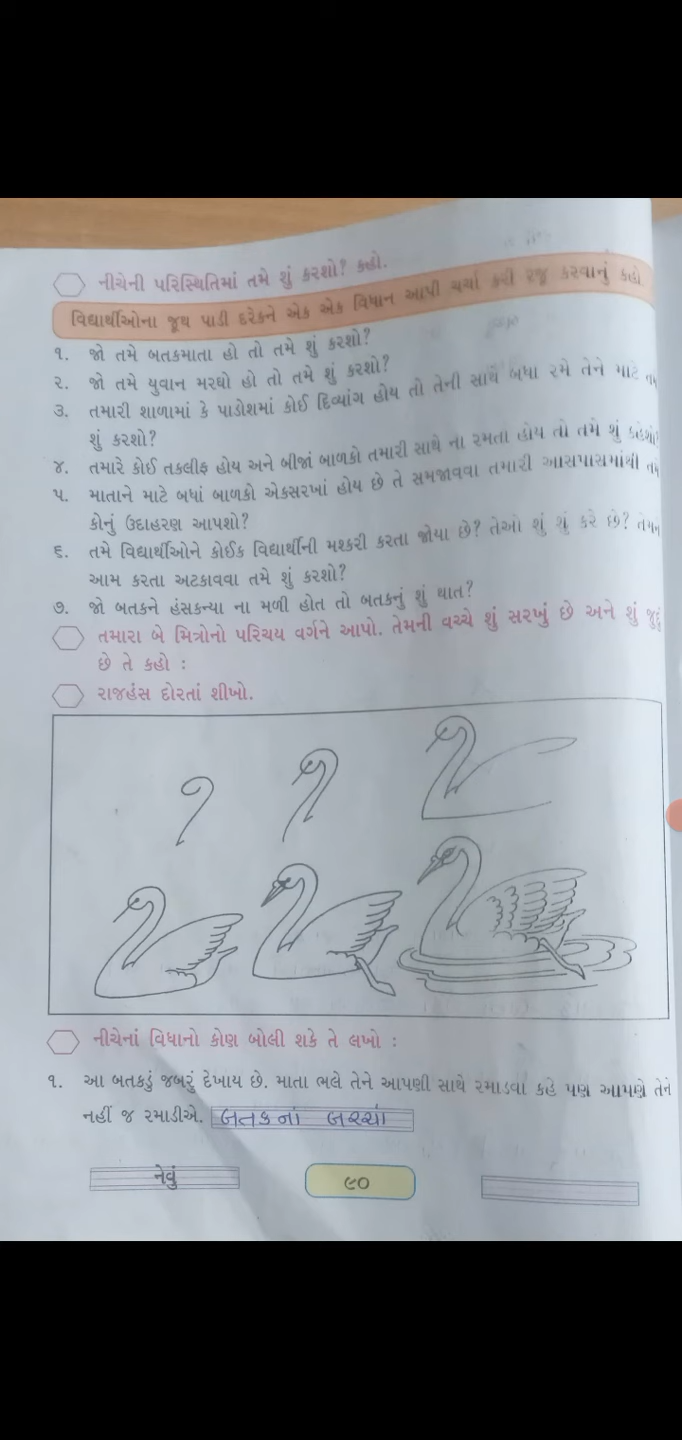 નીચેની પરિસ્થિતિમાં તમે શું કરશો? કહો.
વિદ્યાર્થીઓના જૂથ પાડી દરેકને એક એક વિધાન આપી ચર્ચા કરી રજૂ કરવાનું કહો
૧. જો તમે બતકમાતા હો તો તમે શું કરશો?
૨. જો તમે યુવાન મરઘો હો તો તમે શું કરશો?
૩. તમારી શાળામાં કે પાડોશમાં કોઈ દિવ્યાંગ હોય તો તેની સાથે બધા રમે તેને માટે
શું કરશો?
૪. તમારે કોઈ તકલીફ હોય અને બીજાં બાળકો તમારી સાથે ના રમતા હોય તો તમે શું કહેશો?
૫. માતાને માટે બધાં બાળકો એકસરખાં હોય છે તે સમજાવવા તમારી આસપાસમાંથી
કોનું ઉદાહરણ આપશો?
૬. તમે વિદ્યાર્થીઓને કોઈક વિદ્યાર્થીની મશ્કરી કરતા જોયા છે? તેઓ શું શું કરે છે? તેમને
આમ કરતા અટકાવવા તમે શું કરશો?
૭. જો બતકને હંસકન્યા ના મળી હોત તો બતકનું શું થાત?
તમારા બે મિત્રોનો પરિચય વર્ગને આપો. તેમની વચ્ચે શું સરખું છે અને શું જુદું
છે તે કહો :
રાજહંસ દોરતાં શીખો.
નીચેનાં વિધાનો કોણ બોલી શકે તે લખો :
૧. આ બતકડું જબરું દેખાય છે. માતા ભલે તેને આપણી સાથે રમાડવા કહે પણ આપણે તેને
નહીં જ રમાડીએ. બતકનાં બચ્ચાં
નેવું
૯૦